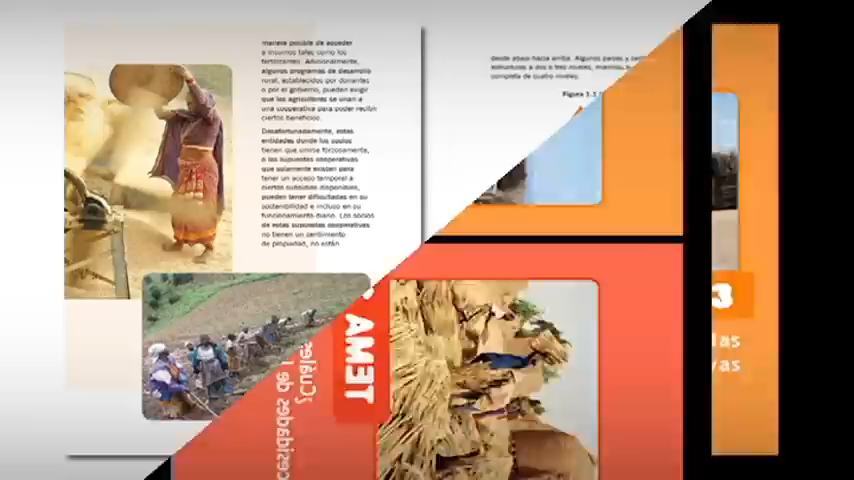 manera posible de acceder
a insumos tales como los
fertilizantes. Adicionalmente,
algunos programas de desarrollo
rural, establecidos por donantes
o por el gobierno, pueden exigir
que los agricultores se unan a
una cooperativa para poder recibir
ciertos beneficios.
Desafortunadamente, estas
entidades donde los socios
tienen que unirse forzosamente,
o las supuestas cooperativas
que solamente existen para
tener un acceso temporal a
ciertos subsidios disponibles,
pueden tener dificultades en su
sostenibilidad e incluso en su
funcionamiento diario. Los socios
de estas supuestas cooperativas
no tienen un sentimiento
de propiedad, no están
desde abajo hacia arriba. Algunos países y
estructuras a dos o tres niveles, mientras
completa de cuatro niveles.
Figura 1.1
TEMA
¿Cuáles
cesidades de
3
las
vas